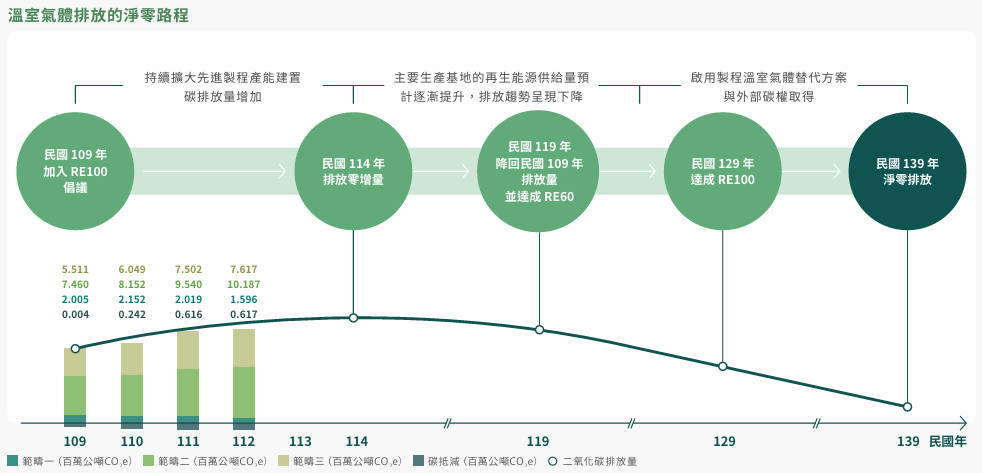 溫室氣體排放的淨零路程
持續擴大先進製程產能建置
碳排放量增加
主要生產基地的再生能源供給量預
計逐漸提升，排放趨勢呈現下降
啟用製程溫室氣體替代方案
與外部碳權取得
民國 109 年
加入 RE100
倡議
民國 114 年
排放零增量
民國 119 年
降回民國 109 年
排放量
並達成 RE60
民國 129 年
達成 RE100
民國 139 年
淨零排放
5.511 6.049 7.502 7.617
7.460 8.152 9.540 10.187
2.005 2.152 2.019 1.596
0.004 0.242 0.616 0.617
109 110 111 112 113 114 119 129 139 民國年
範疇一 (百萬公噸CO₂e) 範疇二 (百萬公噸CO₂e) 範疇三 (百萬公噸CO₂e) 碳抵減 (百萬公噸CO₂e) 二氧化碳排放量